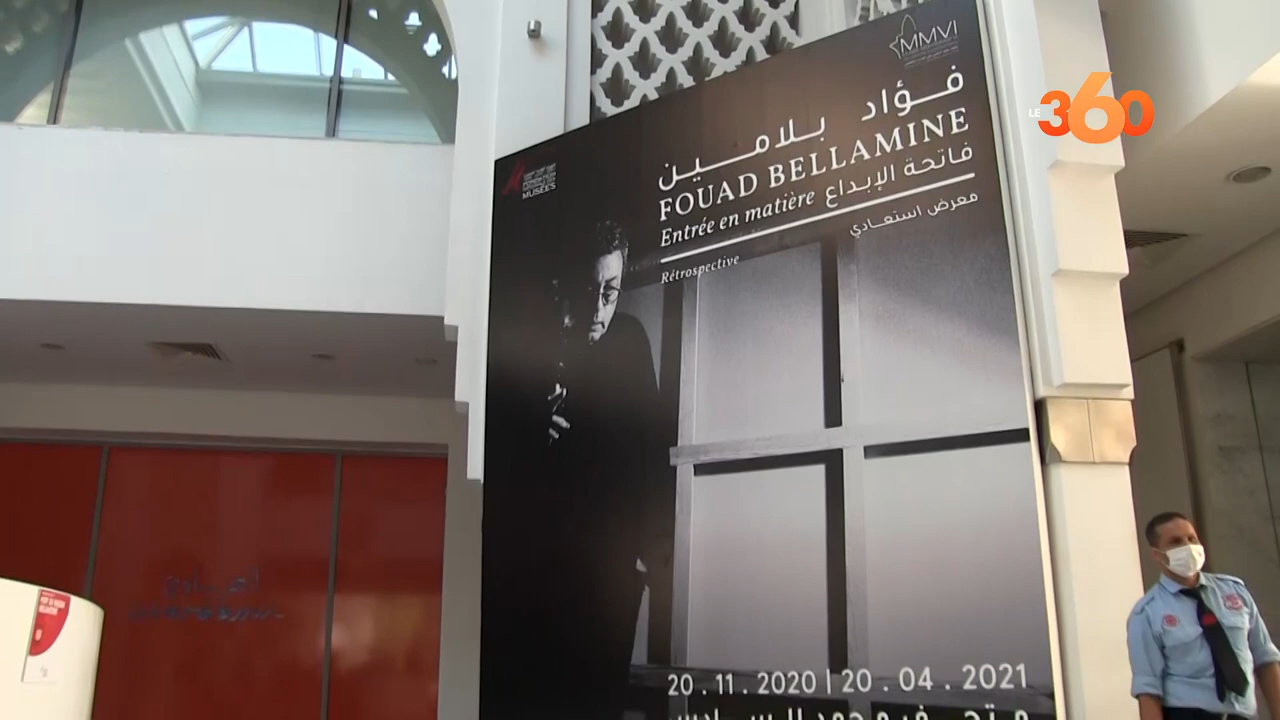 MMVI
LE 360
فؤاد بلامين
FOUAD BELLAMINE
Entrée en matière فاتحة الإبداع
معرض استعادي
Rétrospective
FONDATION
MUSÉES
20 . 11 . 2020 | 20 . 04 . 2021